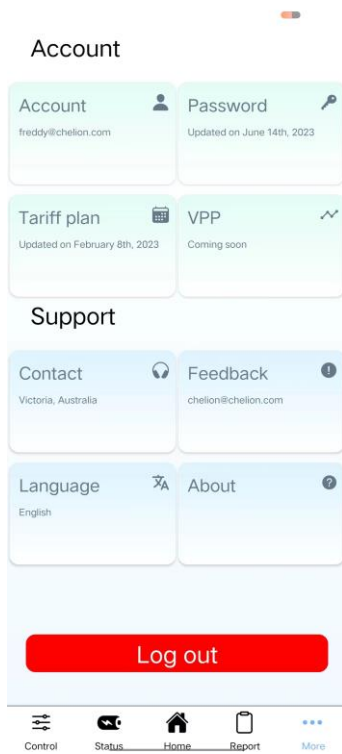 Account
Account
freddy@chelion.com
Password
Updated on June 14th, 2023
Tariff plan
Updated on February 8th, 2023
VPP
Coming soon
Support
Contact
Victoria, Australia
Feedback
chelion@chelion.com
Language
English
About
Log out
Control Status Home Report More